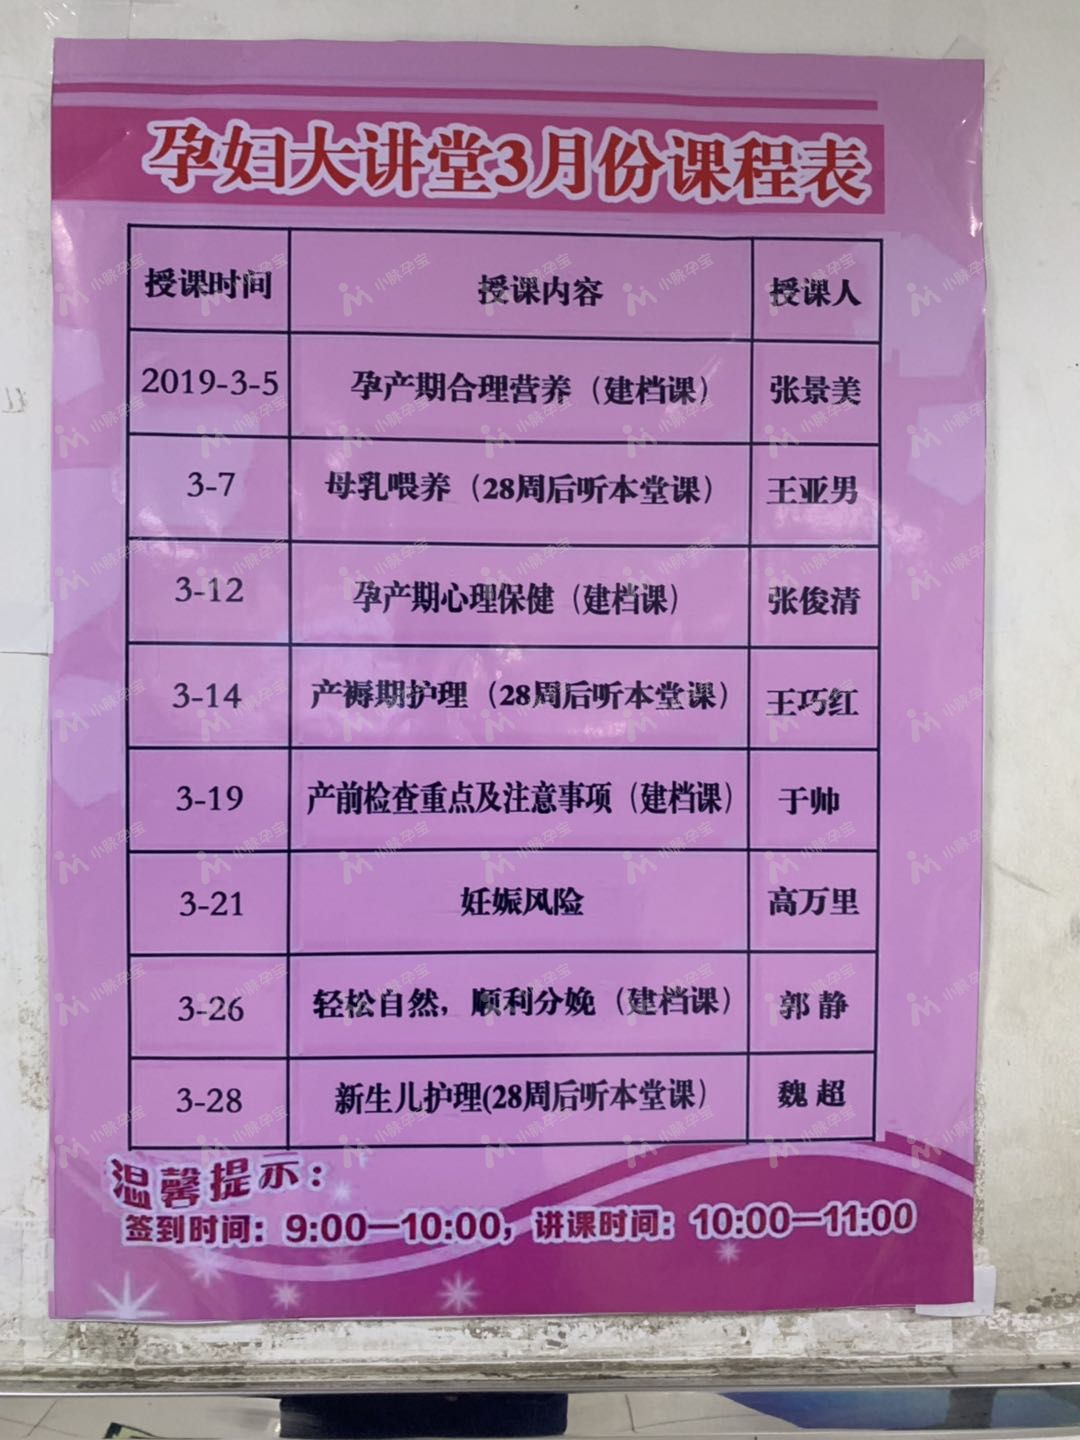 孕妇大讲堂3月份课程表
授课时间 授课内容 授课人
2019-3-5 孕产期合理营养（建档课） 张景美
3-7 母乳喂养（28周后听本堂课） 王亚男
3-12 孕产期心理保健（建档课） 张俊清
3-14 产褥期护理（28周后听本堂课） 王巧红
3-19 产前检查重点及注意事项（建档课） 于帅
3-21 妊娠风险 高万里
3-26 轻松自然，顺利分娩（建档课） 郭 静
3-28 新生儿护理(28周后听本堂课） 魏 超
温馨提示：
签到时间：9:00—10:00，讲课时间：10:00—11:00
小脉孕宝